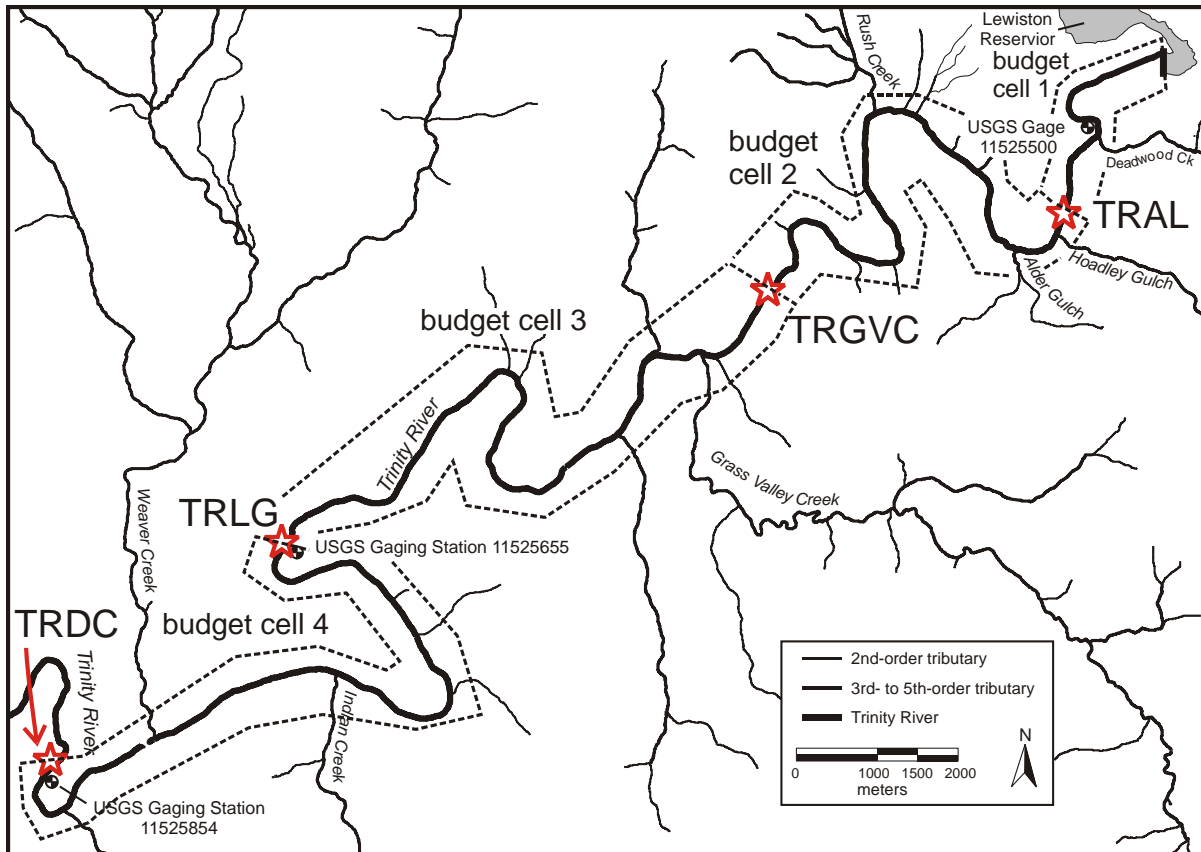 Lewiston
Reservior
budget
cell 1
Rush Creek
USGS Gage
11525500
Deadwood Ck
budget
cell 2
TRAL
Hoadley Gulch
Alder Gulch
TRGVC
budget cell 3
Trinity River
Grass Valley Creek
TRLG
USGS Gaging Station 11525655
Weaver Creek
budget cell 4
TRDC
Trinity River
Indian Creek
USGS Gaging Station
11525854
2nd-order tributary
3rd- to 5th-order tributary
Trinity River
N
0 1000 1500 2000
meters